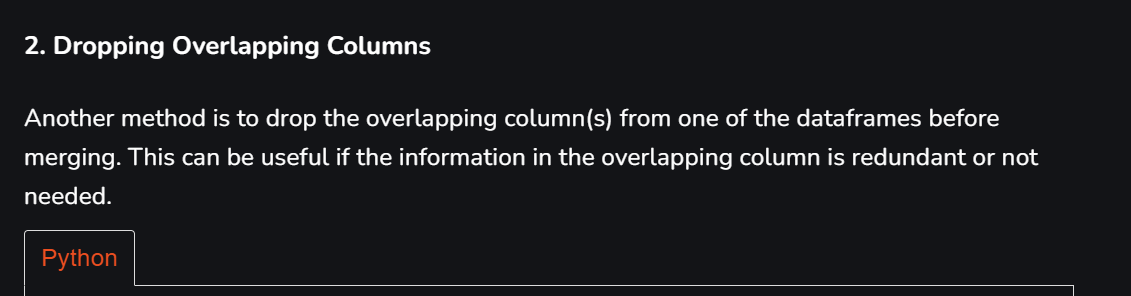 2. Dropping Overlapping Columns
Another method is to drop the overlapping column(s) from one of the dataframes before
merging. This can be useful if the information in the overlapping column is redundant or not
needed.
Python